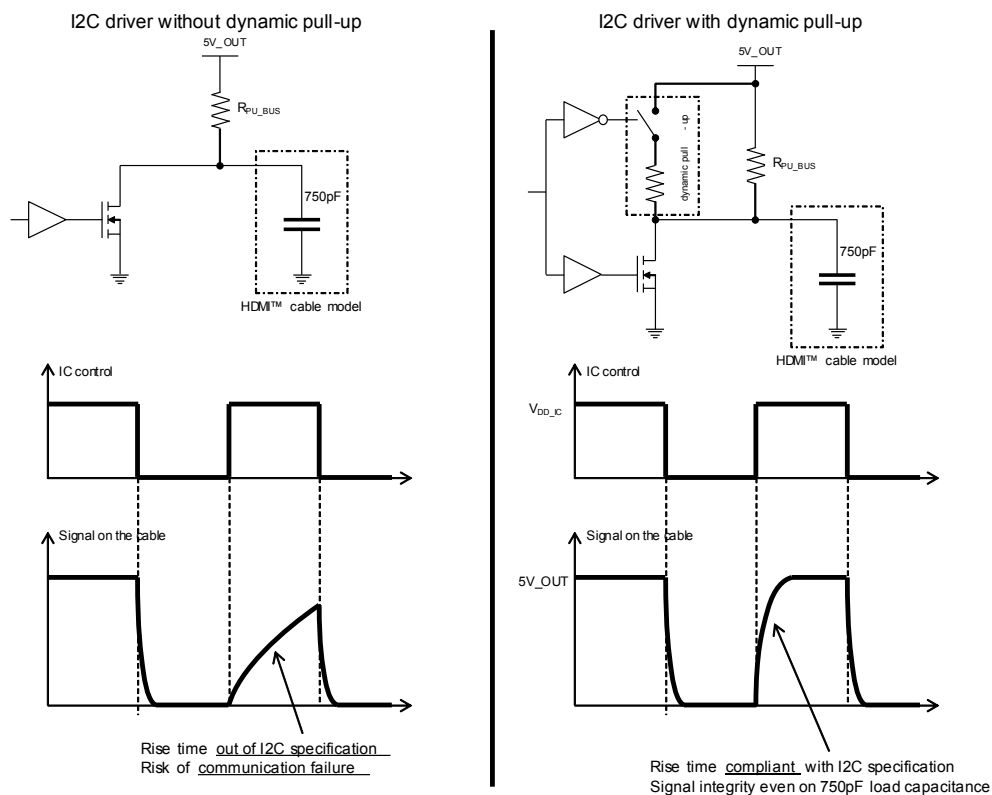 I2C driver without dynamic pull-up
5V_OUT
RPU_BUS
750pF
HDMI™ cable model
IC control
Signal on the cable
Rise time out of I2C specification
Risk of communication failure
I2C driver with dynamic pull-up
5V_OUT
dynamic pull - up
RPU_BUS
750pF
HDMI™ cable model
IC control
VDD_IC
Signal on the cable
5V_OUT
Rise time compliant with I2C specification
Signal integrity even on 750pF load capacitance